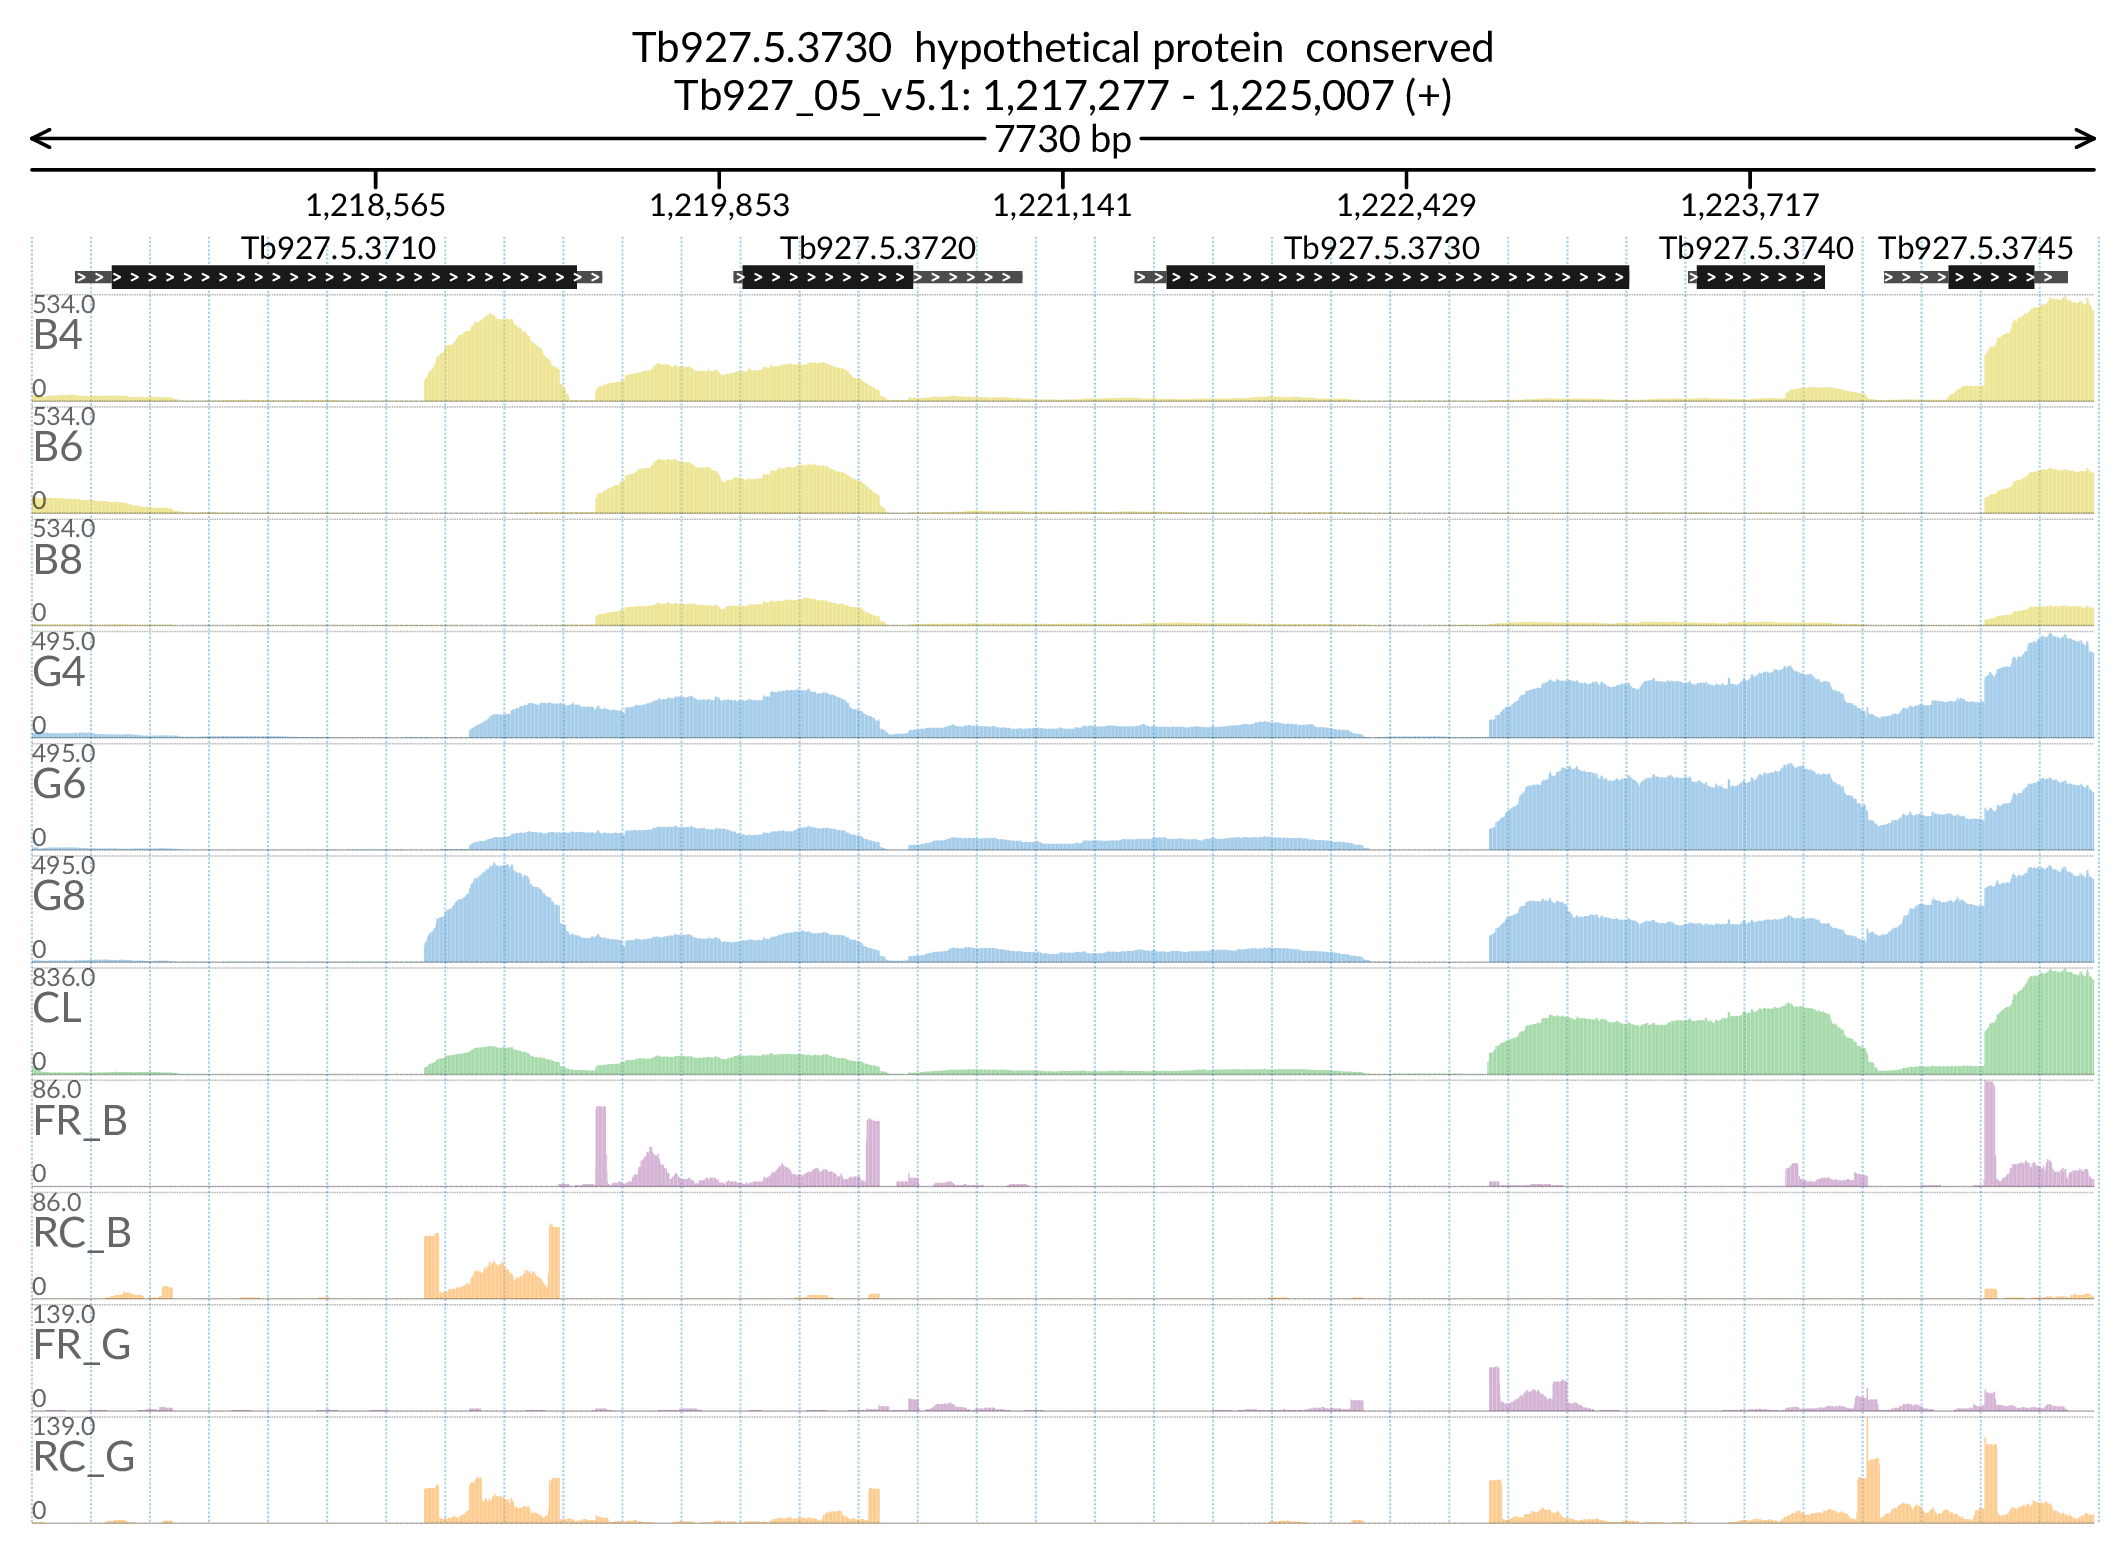 Tb927.5.3730 hypothetical protein conserved
Tb927_05_v5.1: 1,217,277 - 1,225,007 (+)
7730 bp
1,218,565 1,219,853 1,221,141 1,222,429 1,223,717
Tb927.5.3710 Tb927.5.3720 Tb927.5.3730 Tb927.5.3740 Tb927.5.3745
534.0
B4
0
534.0
B6
0
534.0
B8
0
495.0
G4
0
495.0
G6
0
495.0
G8
0
836.0
CL
0
86.0
FR_B
0
86.0
RC_B
0
139.0
FR_G
0
139.0
RC_G
0